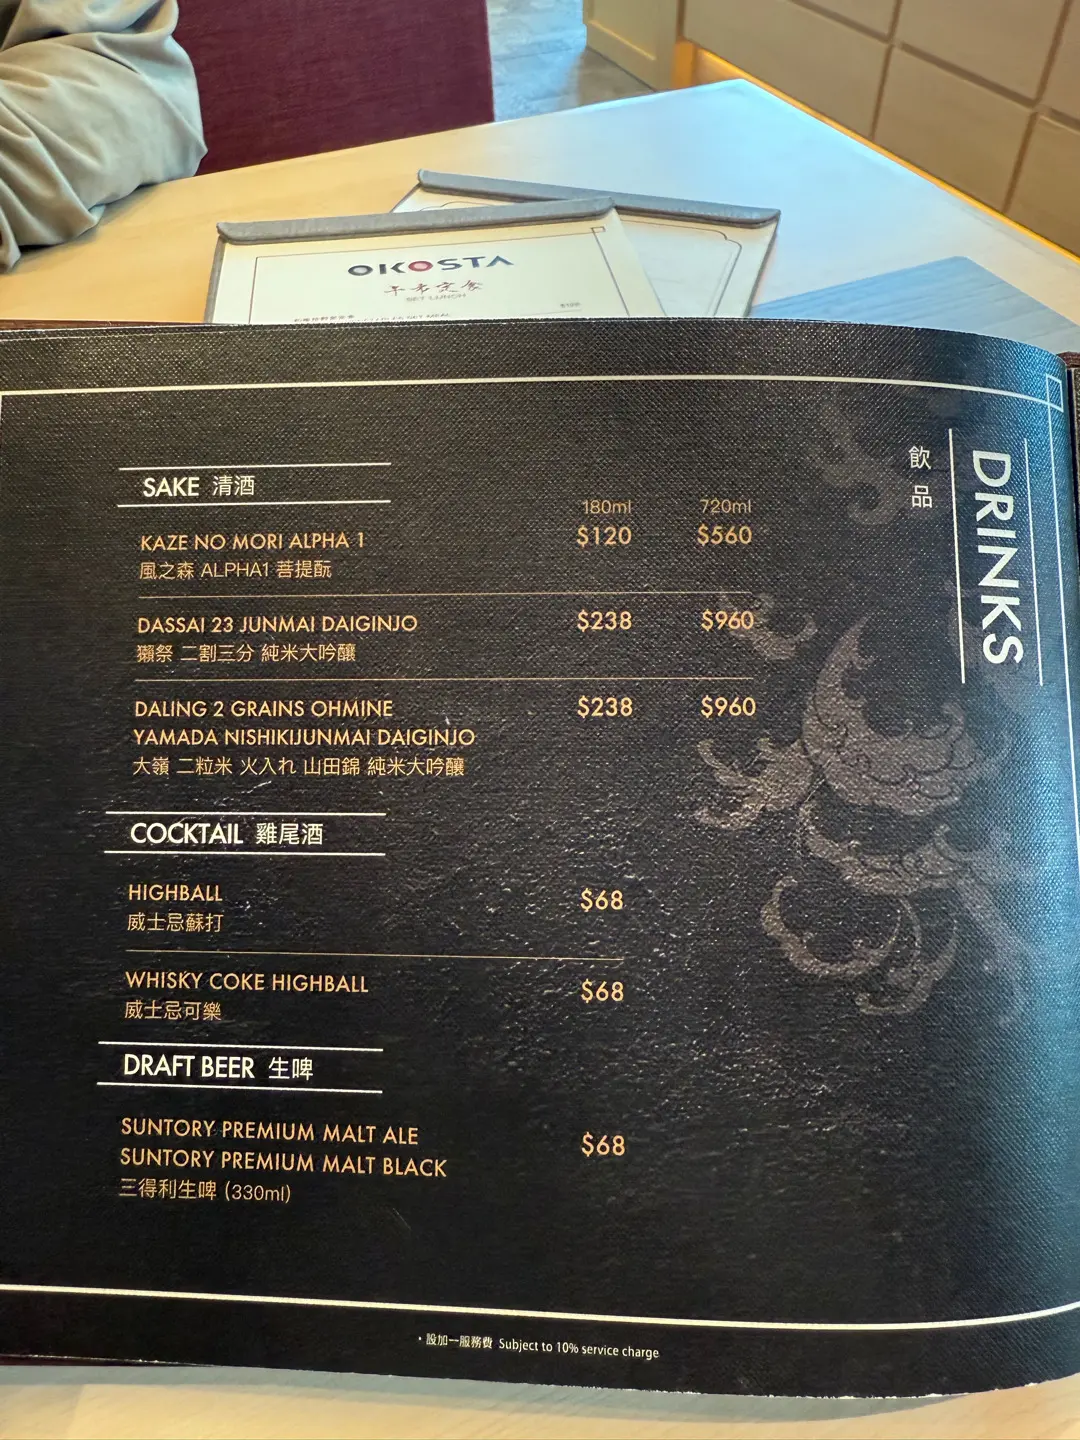 OKOSTA
SET LUNCH
飲品
DRINKS
SAKE 清酒
180ml 720ml
KAZE NO MORI ALPHA 1 $120 $560
風之森 ALPHA1 菩提酛
DASSAI 23 JUNMAI DAIGINJO $238 $960
獺祭 二割三分 純米大吟釀
DALING 2 GRAINS OHMINE $238 $960
YAMADA NISHIKIJUNMAI DAIGINJO
大嶺 二粒米 火入れ 山田錦 純米大吟釀
COCKTAIL 雞尾酒
HIGHBALL $68
威士忌蘇打
WHISKY COKE HIGHBALL $68
威士忌可樂
DRAFT BEER 生啤
SUNTORY PREMIUM MALT ALE $68
SUNTORY PREMIUM MALT BLACK
三得利生啤 (330ml)
• 設加一服務費 Subject to 10% service charge